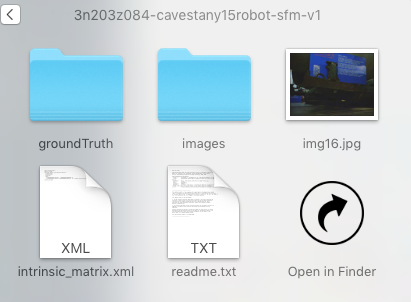 3n203z084-cavestany15robot-sfm-v1
groundTruth
images
img16.jpg
XML
TXT
intrinsic_matrix.xml
readme.txt
Open in Finder